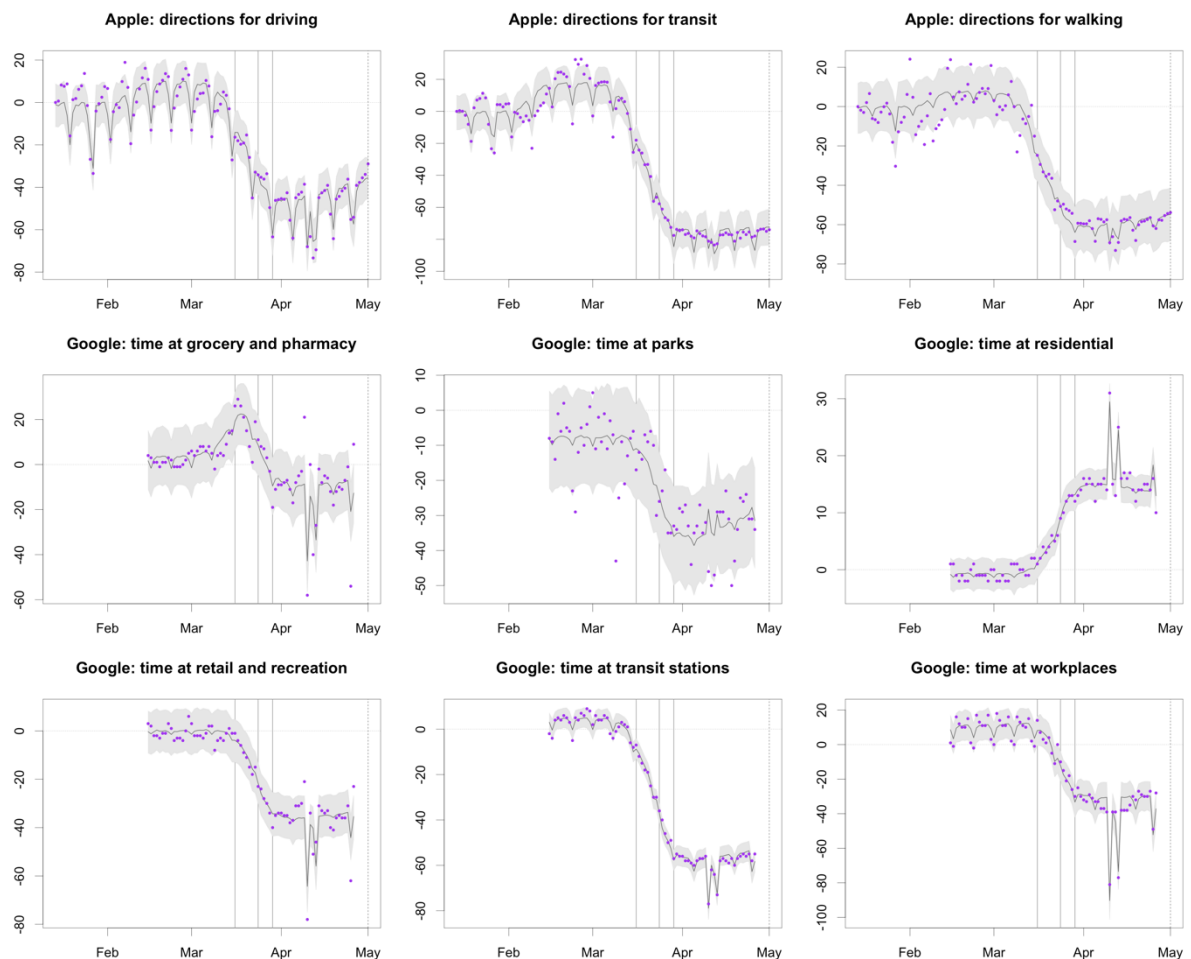 Apple: directions for driving
Apple: directions for transit
Apple: directions for walking
20
0
-20
-40
-60
-80
Feb
Mar
Apr
May
20
0
-20
-40
-60
-100
Feb
Mar
Apr
May
20
0
-20
-40
-60
-80
Feb
Mar
Apr
May
Google: time at grocery and pharmacy
Google: time at parks
Google: time at residential
20
0
-20
-40
-60
Feb
Mar
Apr
May
10
0
-10
-20
-30
-40
-50
Feb
Mar
Apr
May
30
20
10
0
Feb
Mar
Apr
May
Google: time at retail and recreation
Google: time at transit stations
Google: time at workplaces
0
-20
-40
-60
-80
Feb
Mar
Apr
May
0
-20
-40
-60
-80
Feb
Mar
Apr
May
20
0
-20
-40
-60
-80
-100
Feb
Mar
Apr
May